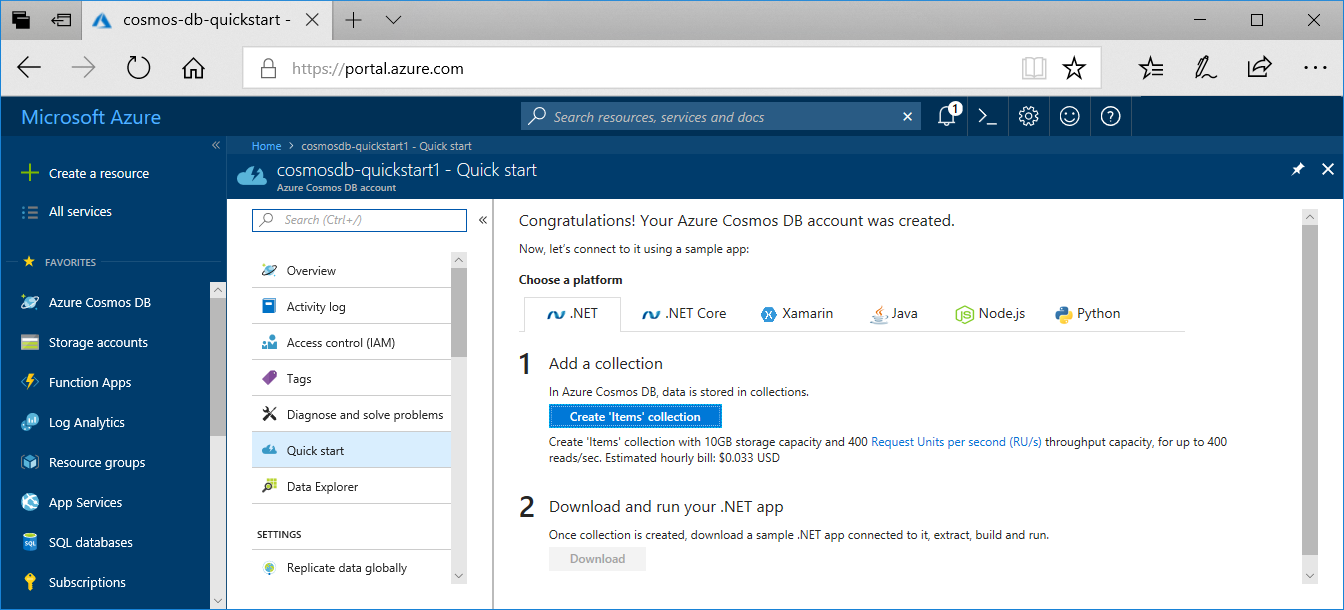 cosmos-db-quickstart -
https://portal.azure.com
Microsoft Azure
Search resources, services and docs
1
Create a resource
All services
FAVORITES
Azure Cosmos DB
Storage accounts
Function Apps
Log Analytics
Resource groups
App Services
SQL databases
Subscriptions
Home > cosmosdb-quickstart1 - Quick start
cosmosdb-quickstart1 - Quick start
Azure Cosmos DB account
Search (Ctrl+/)
Overview
Activity log
Access control (IAM)
Tags
Diagnose and solve problems
Quick start
Data Explorer
SETTINGS
Replicate data globally
Congratulations! Your Azure Cosmos DB account was created.
Now, let's connect to it using a sample app:
Choose a platform
.NET .NET Core Xamarin Java Node.js Python
1 Add a collection
In Azure Cosmos DB, data is stored in collections.
Create 'Items' collection
Create 'Items' collection with 10GB storage capacity and 400 Request Units per second (RU/s) throughput capacity, for up to 400
reads/sec. Estimated hourly bill: $0.033 USD
2 Download and run your .NET app
Once collection is created, download a sample .NET app connected to it, extract, build and run.
Download